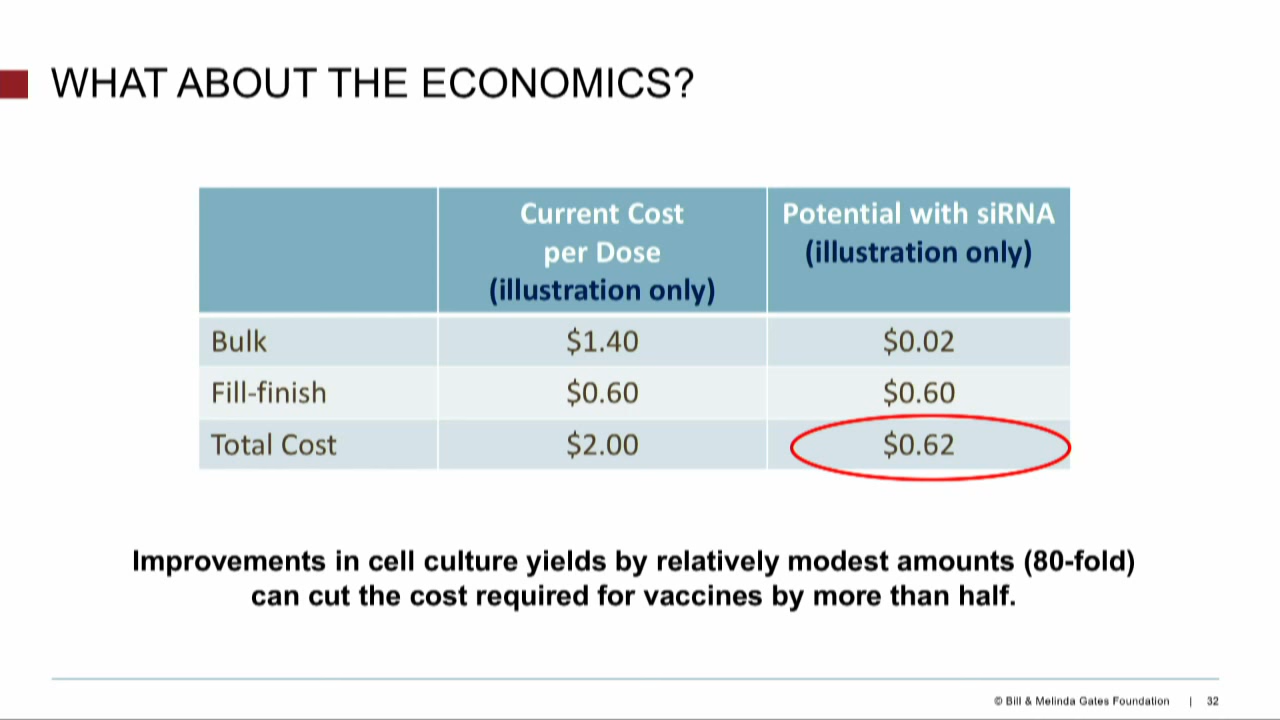 WHAT ABOUT THE ECONOMICS?
Current Cost
per Dose
(illustration only)
Potential with siRNA
(illustration only)
Bulk $1.40 $0.02
Fill-finish $0.60 $0.60
Total Cost $2.00 $0.62
Improvements in cell culture yields by relatively modest amounts (80-fold)
can cut the cost required for vaccines by more than half.
© Bill & Melinda Gates Foundation | 32